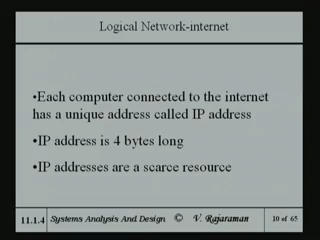 Logical Network-internet
•Each computer connected to the internet
has a unique address called IP address
•IP address is 4 bytes long
•IP addresses are a scarce resource
11.1.4 Systems Analysis And Design © V. Rajaraman 10 of 65